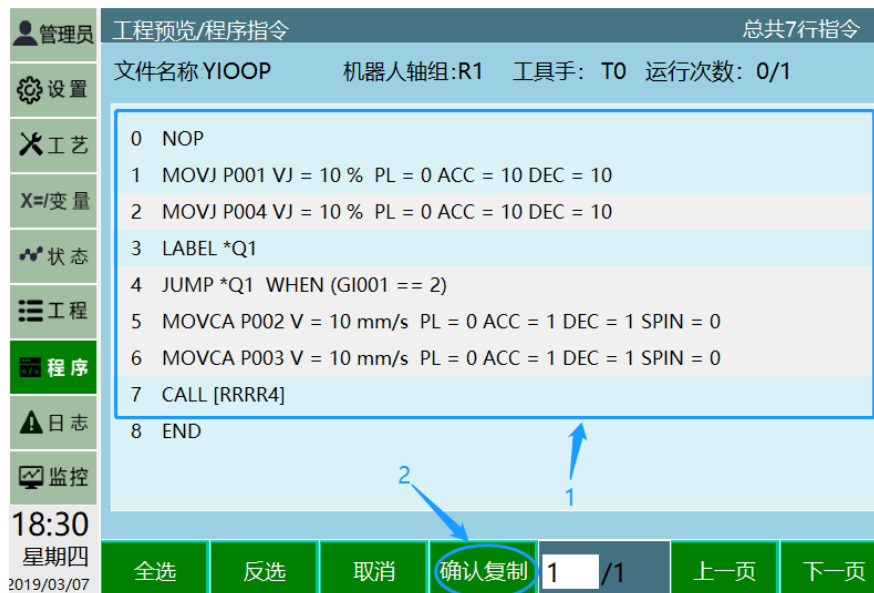 管理员
设置
工艺
X=/变量
状态
工程
程序
日志
监控
18:30
星期四
2019/03/07
工程预览/程序指令 总共7行指令
文件名称:YIOOP 机器人轴组:R1 工具手: T0 运行次数: 0/1
0 NOP
1 MOVJ P001 VJ = 10 % PL = 0 ACC = 10 DEC = 10
2 MOVJ P004 VJ = 10 % PL = 0 ACC = 10 DEC = 10
3 LABEL *Q1
4 JUMP *Q1 WHEN (GI001 == 2)
5 MOVCA P002 V = 10 mm/s PL = 0 ACC = 1 DEC = 1 SPIN = 0
6 MOVCA P003 V = 10 mm/s PL = 0 ACC = 1 DEC = 1 SPIN = 0
7 CALL [RRRR4]
8 END
2
1
全选 反选 取消 确认复制 1 /1 上一页 下一页